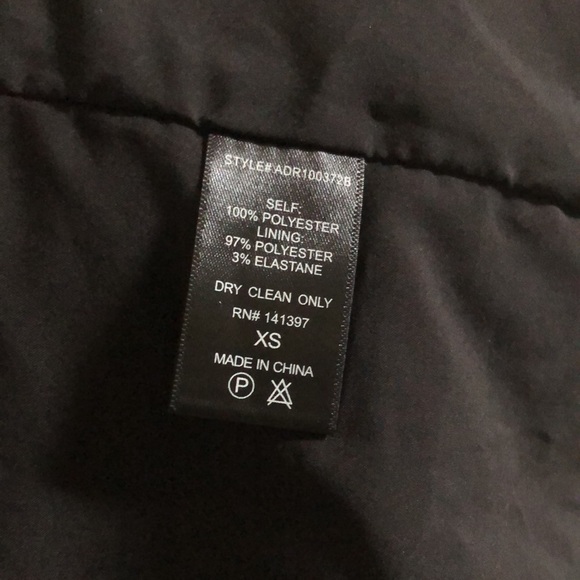 STYLE# ADR100372B
SELF:
100% POLYESTER
LINING:
97% POLYESTER
3% ELASTANE
DRY CLEAN ONLY
RN# 141397
XS
MADE IN CHINA
P